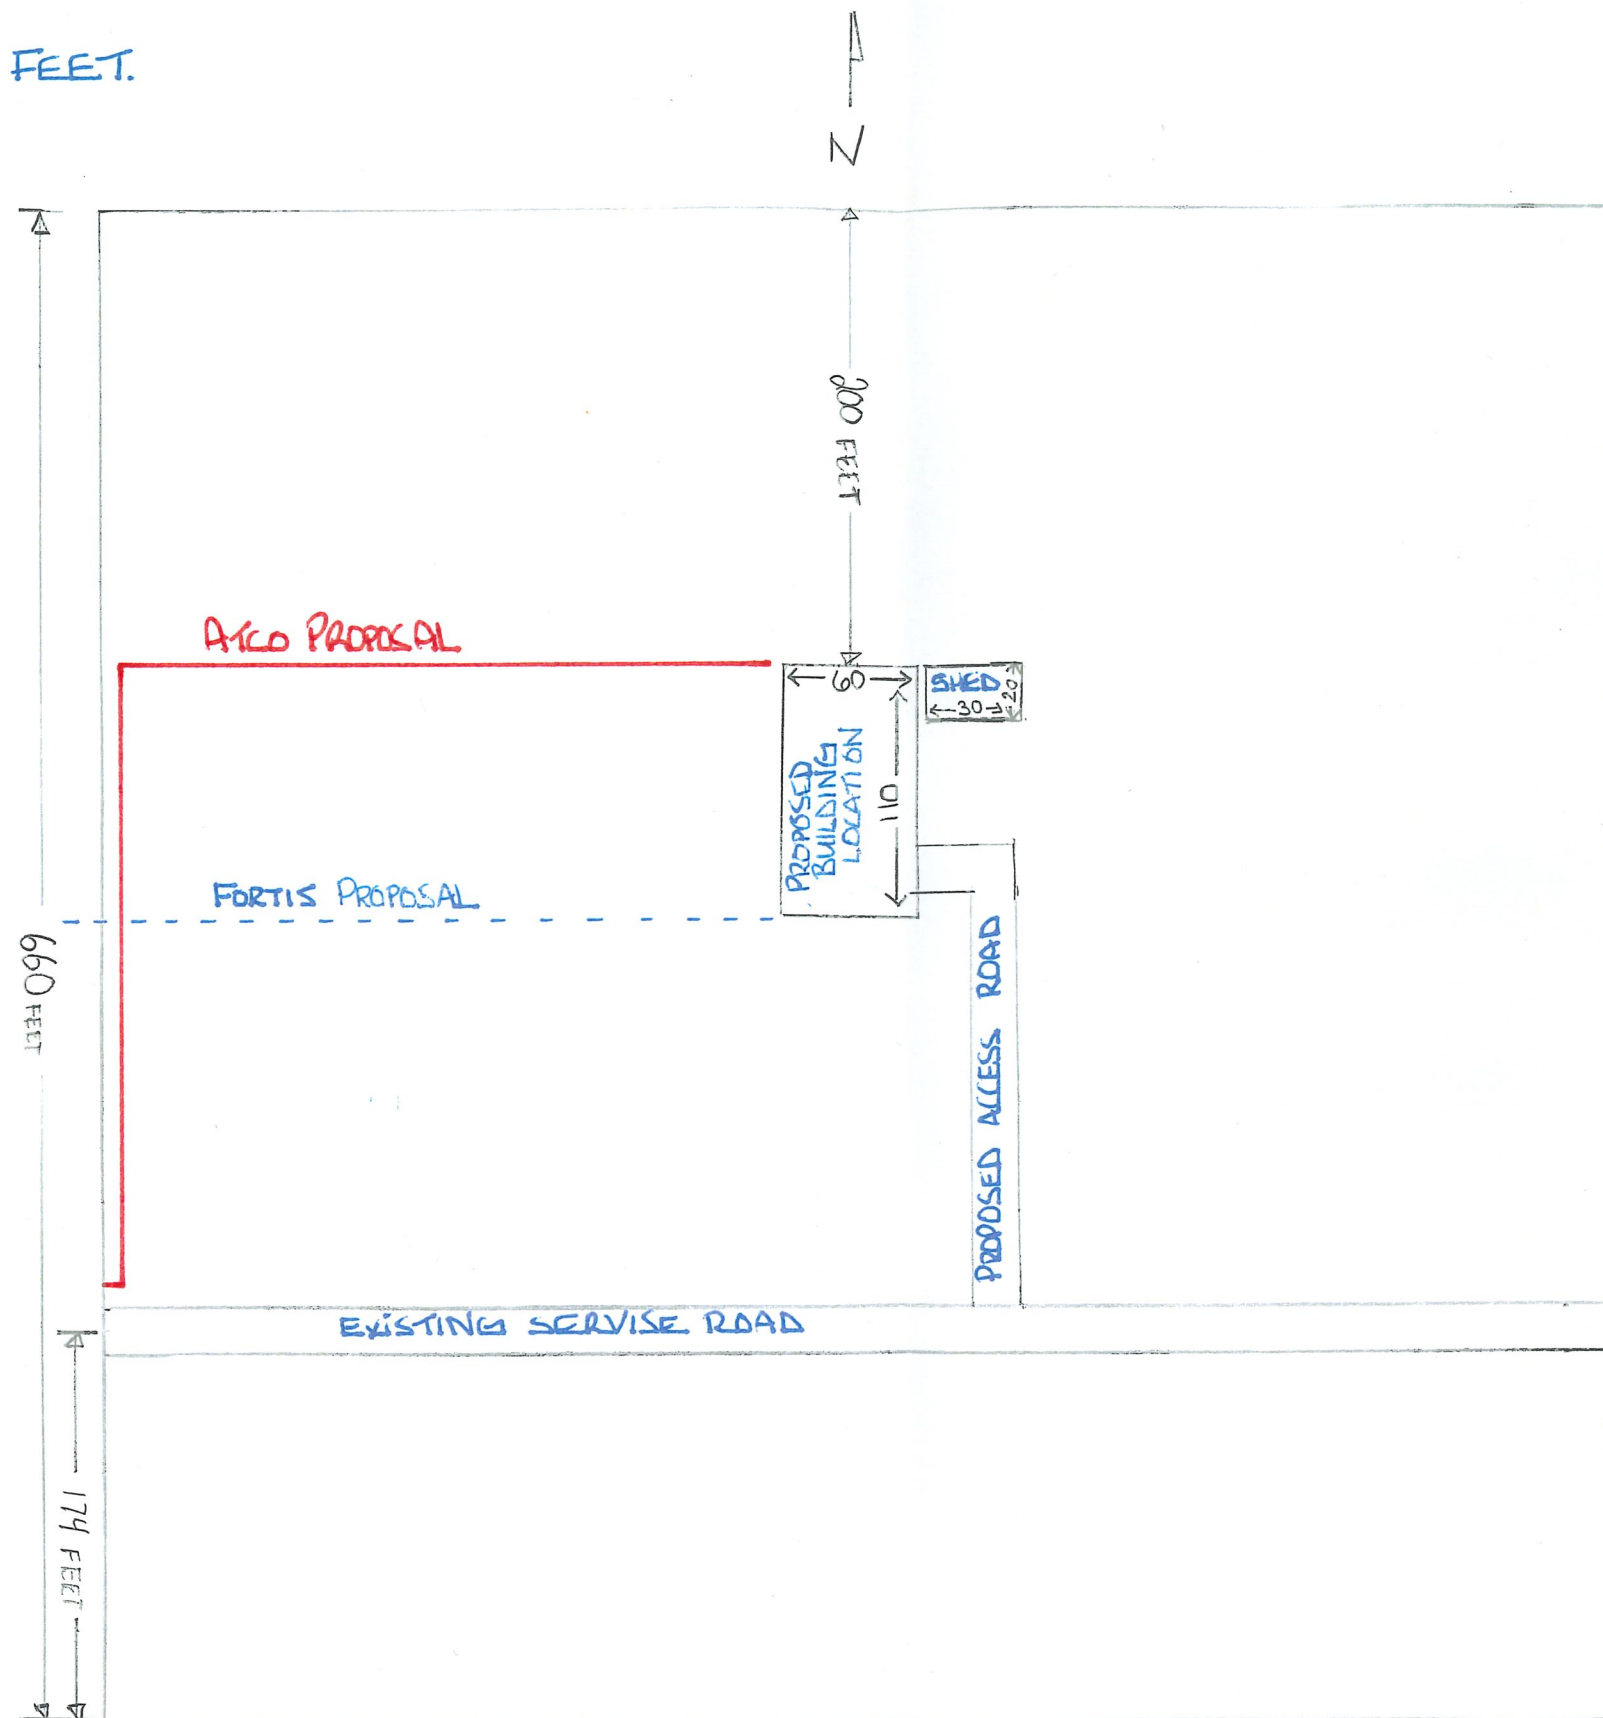 FEET.
N
200 FEET
ATCO PROPOSAL
60
SHED
20
30
PROPOSED
BUILDING
LOCATION
110
FORTIS PROPOSAL
660 FEET
PROPOSED ACCESS ROAD
EXiSTING SERVISE ROAD
174 FEET